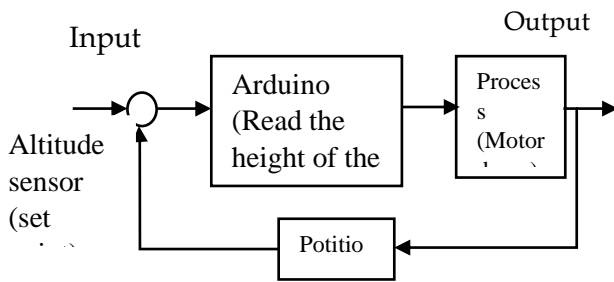 Input
Output
Altitude
sensor
(set
Arduino
(Read the
height of the
Proces
s
(Motor
Potitio